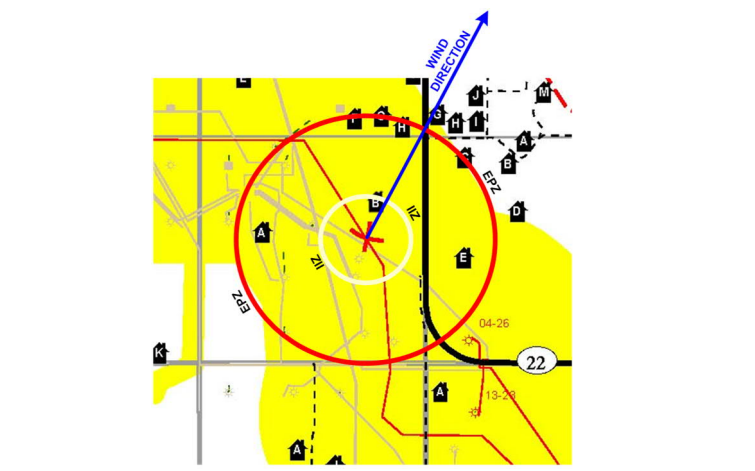 WIND
DIRECTION
J
M
G
H
I
H
A
B
EPZ
B
IIZ
D
A
E
IIZ
EPZ
04-26
K
22
A
13-23
A